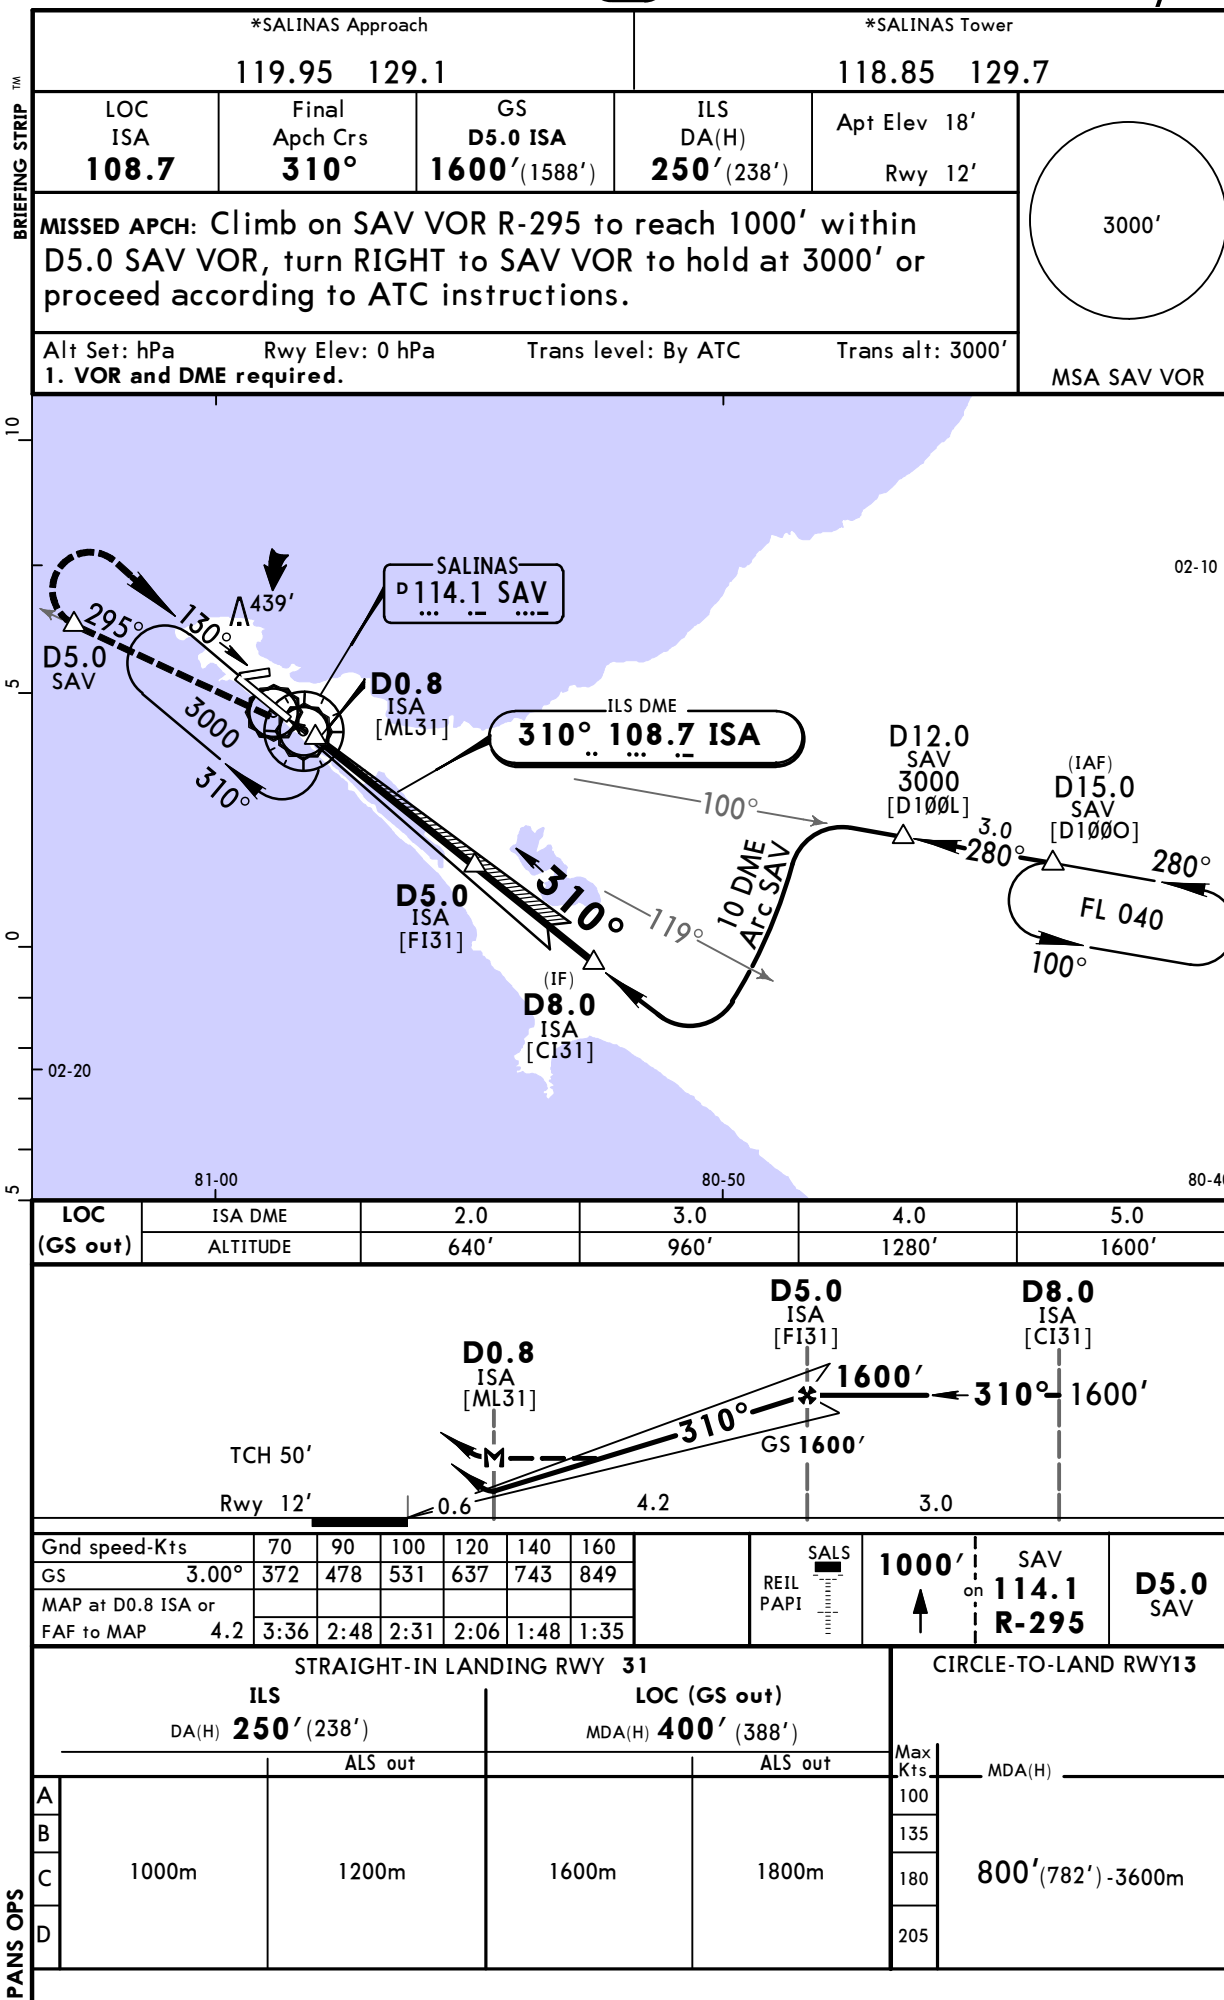 *SALINAS Approach
119.95 129.1
*SALINAS Tower
118.85 129.7
BRIEFING STRIP TM
LOC
ISA
108.7
Final
Apch Crs
310°
GS
D5.0 ISA
1600'(1588')
ILS
DA(H)
250'(238')
Apt Elev 18'
Rwy 12'
3000'
MSA SAV VOR
MISSED APCH: Climb on SAV VOR R-295 to reach 1000' within
D5.0 SAV VOR, turn RIGHT to SAV VOR to hold at 3000' or
proceed according to ATC instructions.
Alt Set: hPa Rwy Elev: 0 hPa Trans level: By ATC Trans alt: 3000'
1. VOR and DME required.
10
5
0
5
02-10
02-20
81-00
80-50
80-40
439'
SALINAS
D 114.1 SAV
295°
130°
D5.0
SAV
3000
310°
D0.8
ISA
[ML31]
ILS DME
310° 108.7 ISA
100°
D12.0
SAV
3000
[D100L]
(IAF)
D15.0
SAV
[D100O]
3.0
280°
280°
FL 040
100°
10 DME
Arc SAV
119°
310°
D5.0
ISA
[FI31]
(IF)
D8.0
ISA
[CI31]
LOC
(GS out)
ISA DME 2.0 3.0 4.0 5.0
ALTITUDE 640' 960' 1280' 1600'
D5.0
ISA
[FI31]
D8.0
ISA
[CI31]
D0.8
ISA
[ML31]
1600'
310°
1600'
310°
GS 1600'
M
TCH 50'
Rwy 12'
0.6
4.2
3.0
Gnd speed-Kts 70 90 100 120 140 160
GS 3.00° 372 478 531 637 743 849
MAP at D0.8 ISA or
FAF to MAP 4.2 3:36 2:48 2:31 2:06 1:48 1:35
SALS
REIL
PAPI
1000'
on
SAV
114.1
R-295
D5.0
SAV
STRAIGHT-IN LANDING RWY 31
CIRCLE-TO-LAND RWY13
ILS
DA(H) 250'(238')
LOC (GS out)
MDA(H) 400' (388')
ALS out
ALS out
Max
Kts
MDA(H)
A
B
C
D
1000m
1200m
1600m
1800m
100
135
180
205
800'(782')-3600m
PANS OPS